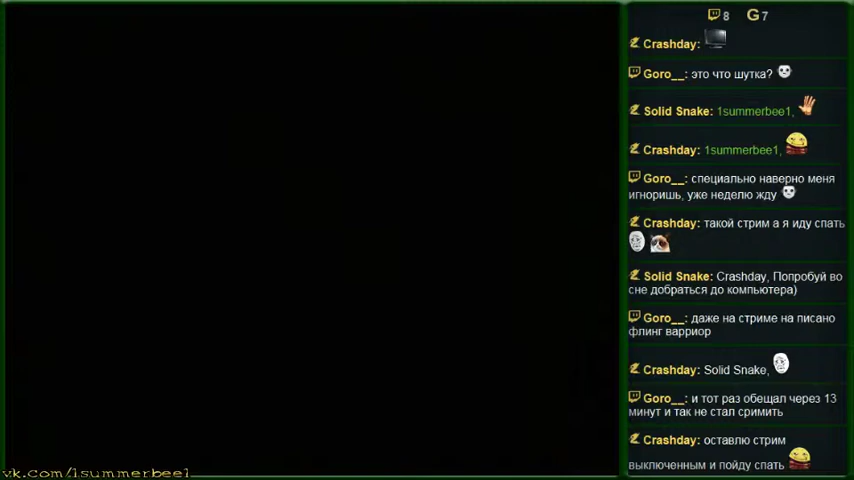 8 G7
Crashday:
Goro__: это что шутка?
Solid Snake: 1summerbee1,
Crashday: 1summerbee1,
Goro__: специально наверно меня
игноришь, уже неделю жду
Crashday: такой стрим а я иду спать
Solid Snake: Crashday, Попробуй во
сне добраться до компьютера)
Goro__: даже на стриме на писано
флинг варриор
Crashday: Solid Snake,
Goro__: и тот раз обещал через 13
минут и так не стал сримить
Crashday: оставлю стрим
выключенным и пойду спать
vk.com/1summerbee1